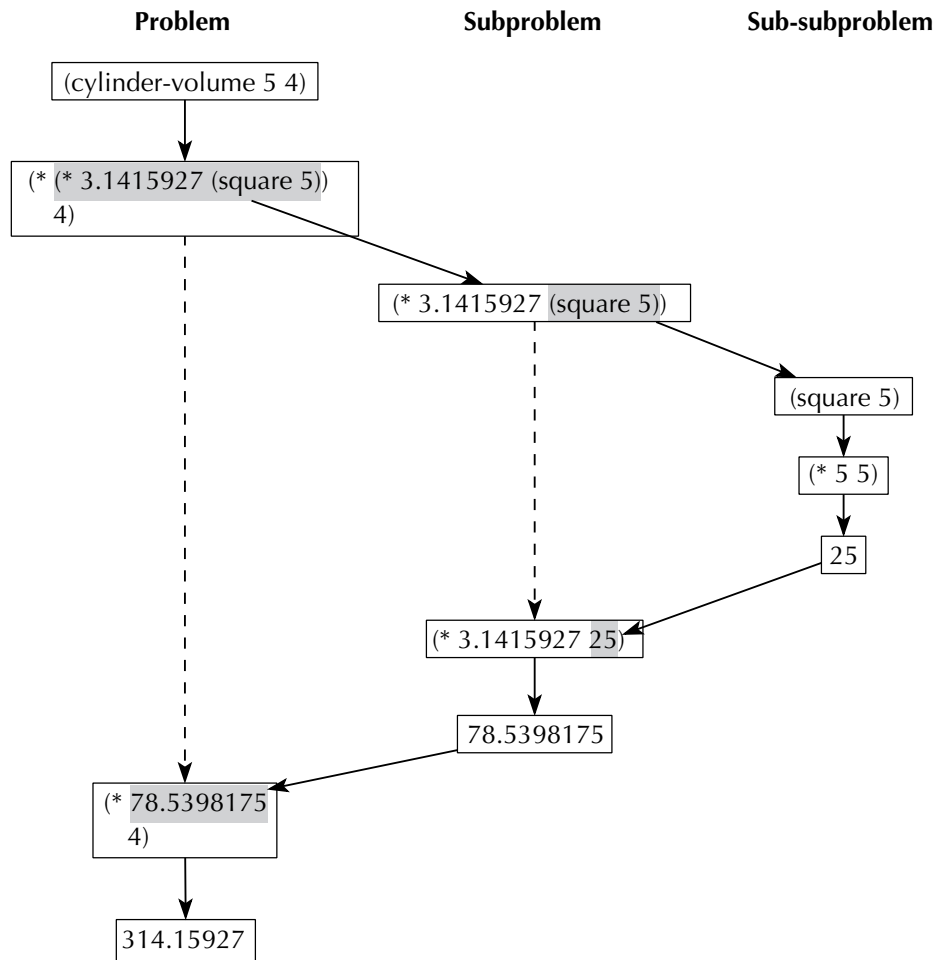 Problem Subproblem Sub-subproblem
(cylinder-volume 5 4)
(* (* 3.1415927 (square 5))
4)
(* 3.1415927 (square 5))
(square 5)
(* 5 5)
25
(* 3.1415927 25)
78.5398175
(* 78.5398175
4)
314.15927